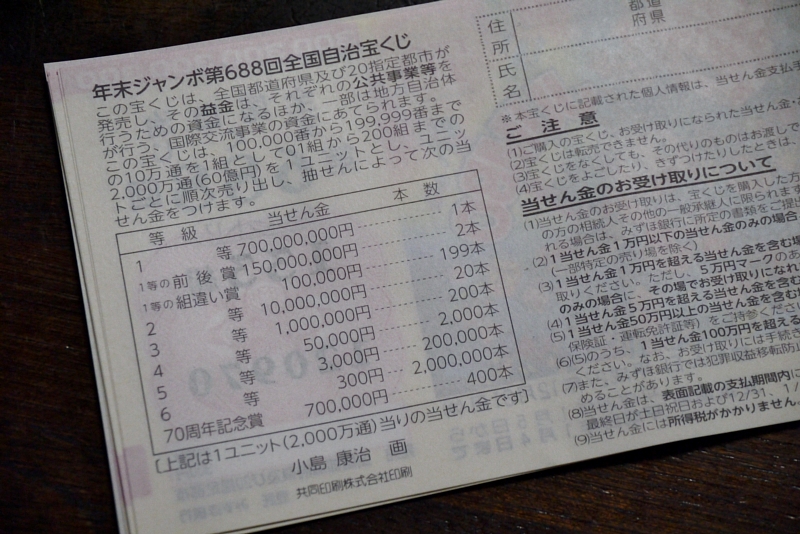 年末ジャンボ第688回全国自治宝くじ
この宝くじは、全国都道府県及び20指定都市が
発売し、その益金は、それぞれの公共事業等を
行うための資金になるほか、一部は地方自治体
が行う、国際交流事業の資金にあてられます。
この宝くじは、100,000番から199,999番まで
の10万通を1組として01組から200組までの
2,000万通(60億円)を1ユニットとし、ユニッ
トごとに順次売り出し、抽せんによって次の当
せん金をつけます。
等級 当せん金 本数
1等 700,000,000円 1本
1等の前後賞 150,000,000円 2本
1等の組違い賞 100,000円 199本
2等 10,000,000円 20本
3等 1,000,000円 200本
4等 50,000円 2,000本
5等 3,000円 200,000本
6等 300円 2,000,000本
70周年記念賞 700,000円 400本
[上記は1ユニット(2,000万通)当りの当せん金です]
小島 康治 画
共同印刷株式会社印刷
住所
都道
府県
氏名
※本宝くじに記載された個人情報は、当せん金支払手
ご注意
(1)ご購入の宝くじ、お受け取りになられた当せん金・
(2)宝くじは転売できません。
(3)宝くじをなくしても、その代りのものはお渡しで
(4)宝くじをよごしたり、きずつけたりしたときは、
当せん金のお受け取りについて
(1)当せん金のお受け取りは、宝くじを購入した方
の方の相続人その他の一般承継人に限られます
れる場合は、みずほ銀行に所定の書類をご提
(2)1当せん金1万円以下の当せん金のみの場合
(一部特定の売り場を除く)
(3)1当せん金1万円を超える当せん金を含む場
取りください。ただし、5万円マークのあ
のみの場合に、その場でお受け取りになれ
(4)1当せん金5万円を超える当せん金を含む
(5)1当せん金50万円以上の当せん金を含む
保険証・運転免許証等)をご持参くださ
(6)(5)のうち、1当せん金100万円を超える
ください。なお、お受け取りには手続き
(7)また、みずほ銀行では犯罪収益移転防止
めることがあります。
(8)当せん金は、表面記載の支払期間内に
最終日が土日祝日および12/31、1/
(9)当せん金には所得税がかかりません。